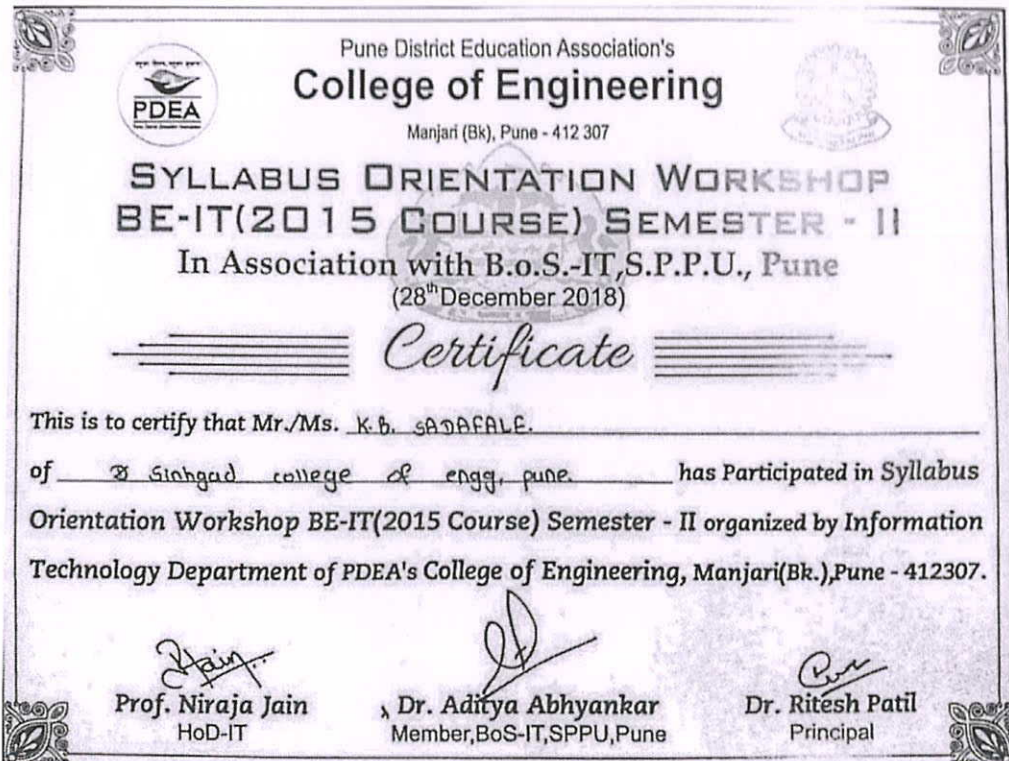 Pune District Education Association's
PDEA
College of Engineering
Manjari (Bk), Pune - 412 307
SYLLABUS ORIENTATION WORKSHOP
BE-IT(2015 COURSE) SEMESTER - II
In Association with B.o.S.-IT,S.P.P.U., Pune
(28th December 2018)
Certificate
This is to certify that Mr./Ms. K.B. SADAFALE.
of Sinhgad college of engg, pune. has Participated in Syllabus
Orientation Workshop BE-IT(2015 Course) Semester - II organized by Information
Technology Department of PDEA's College of Engineering, Manjari(Bk.),Pune - 412307.
Prof. Niraja Jain
HoD-IT
Dr. Aditya Abhyankar
Member,BoS-IT,SPPU,Pune
Dr. Ritesh Patil
Principal